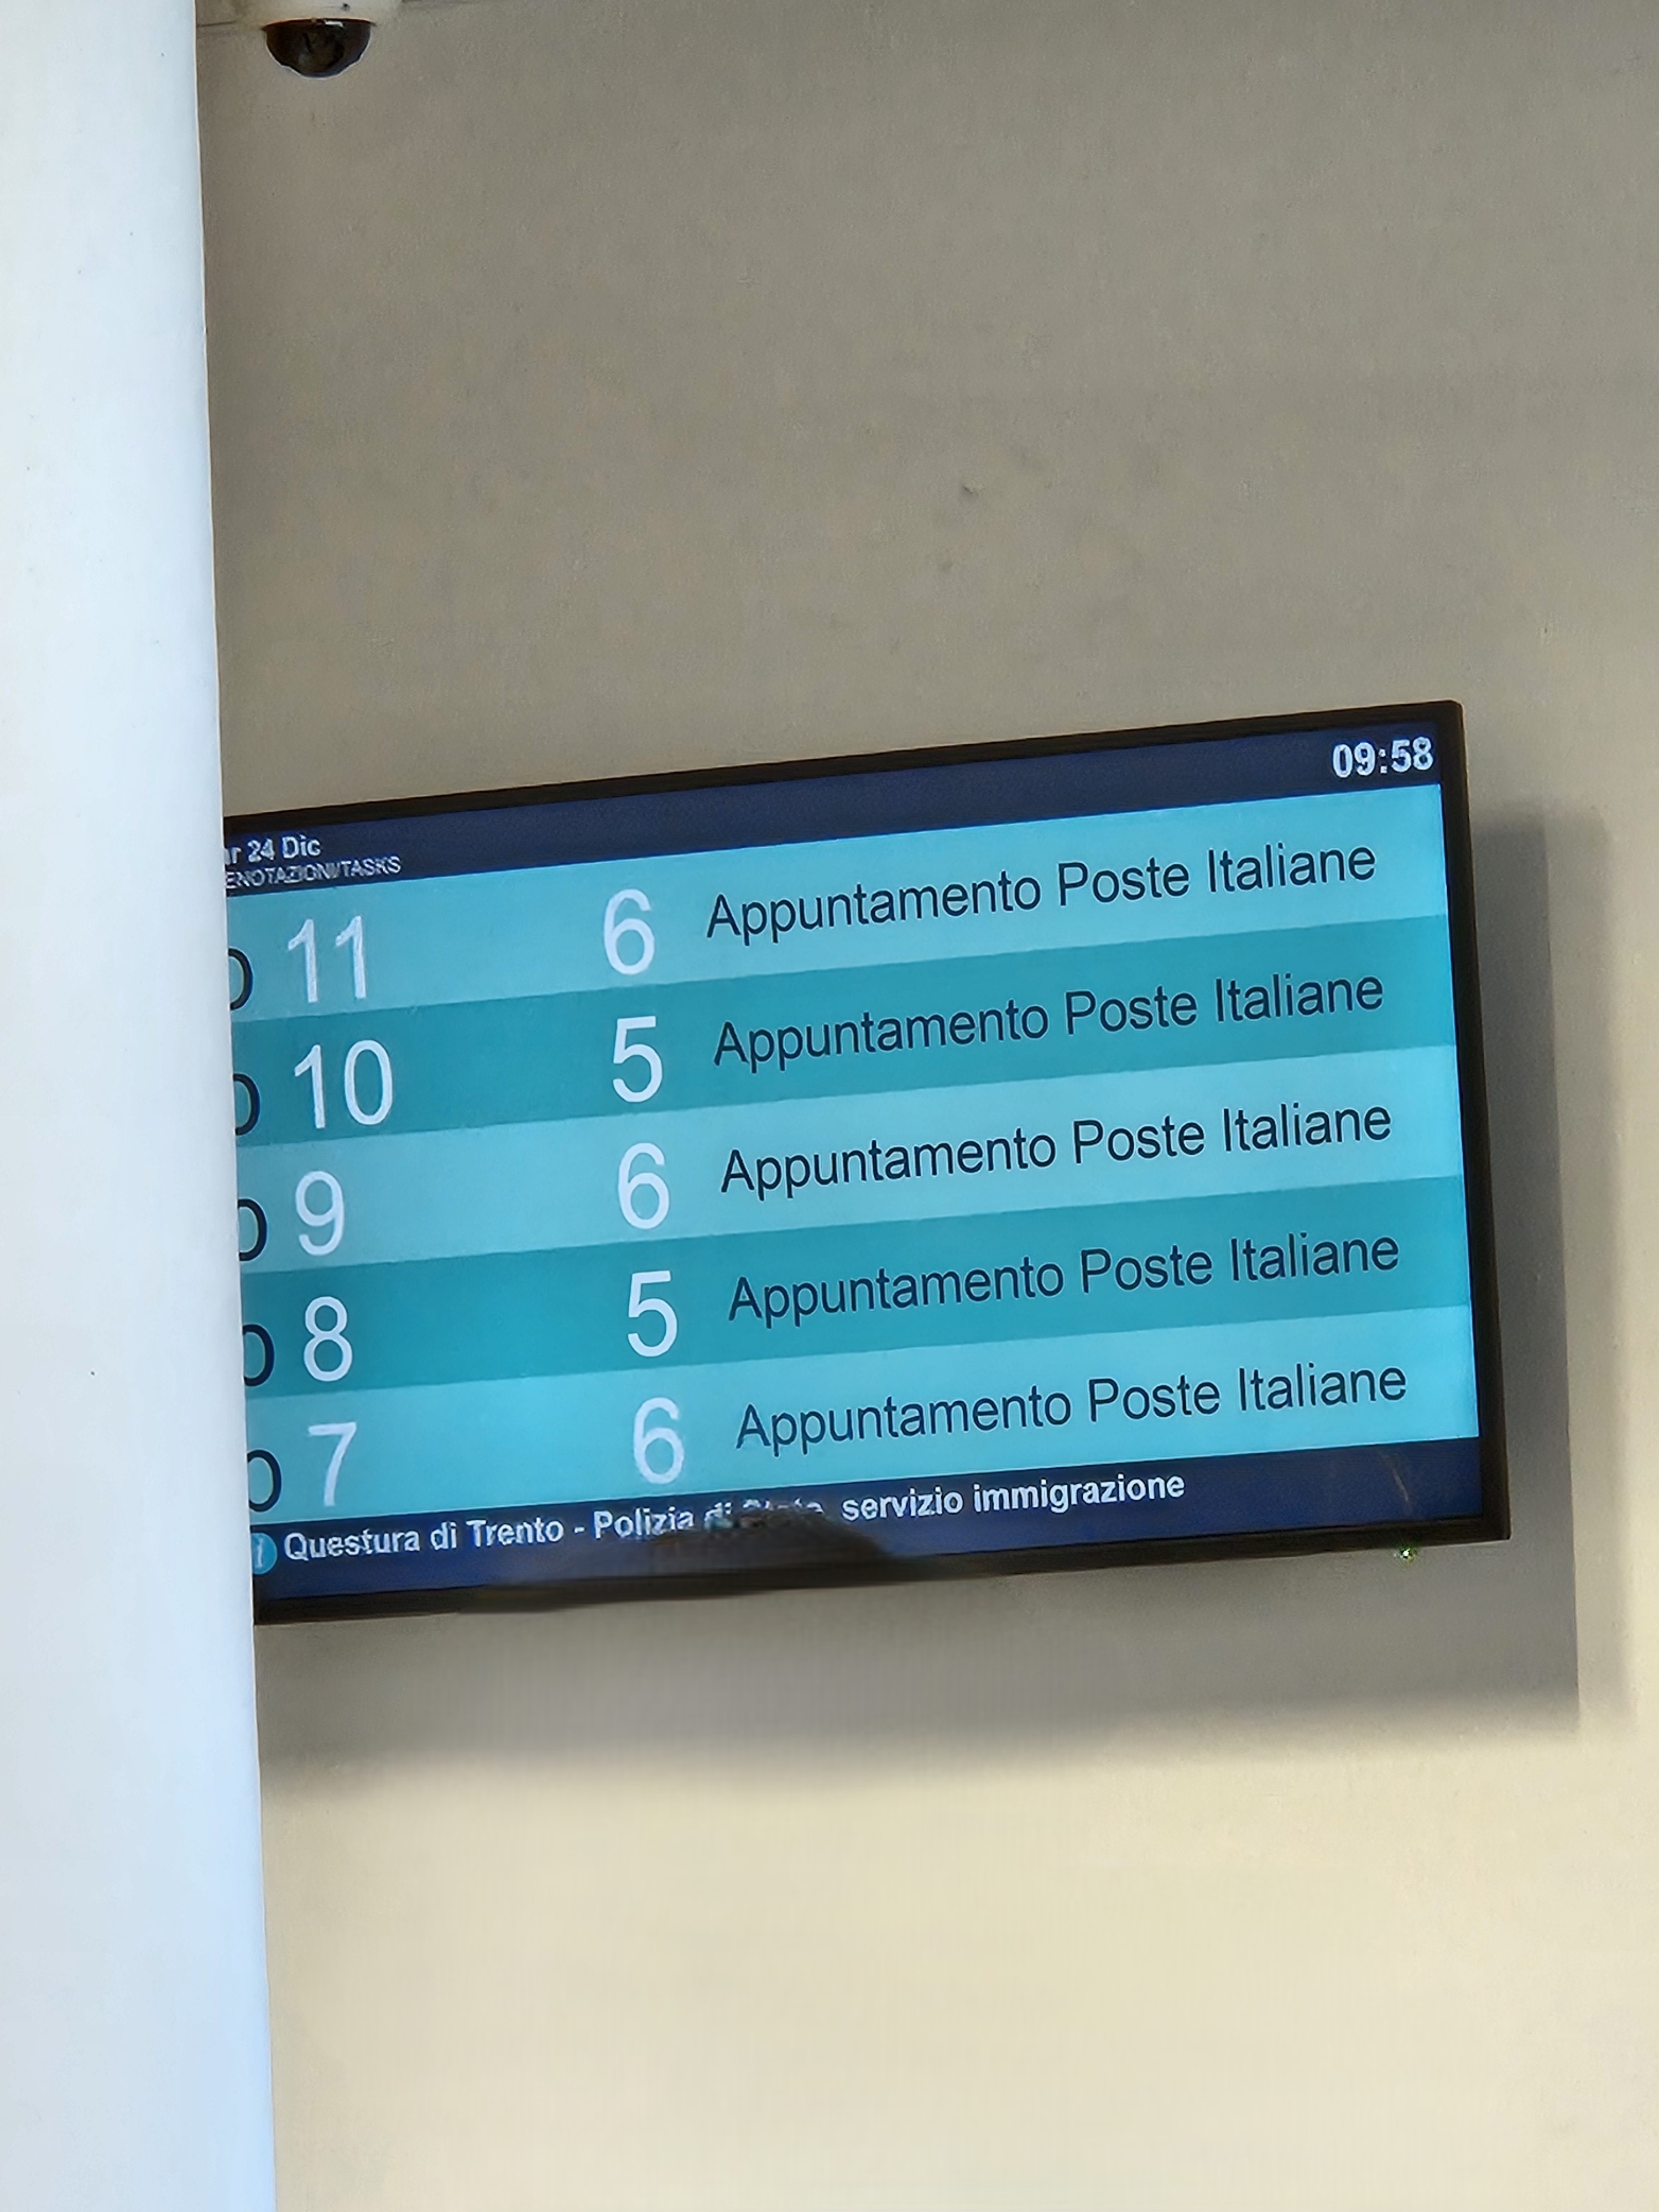 09:58
24 Dic
11 6 Appuntamento Poste Italiane
10 5 Appuntamento Poste Italiane
9 6 Appuntamento Poste Italiane
8 5 Appuntamento Poste Italiane
7 6 Appuntamento Poste Italiane
i Questura di Trento - Polizia di servizio immigrazione